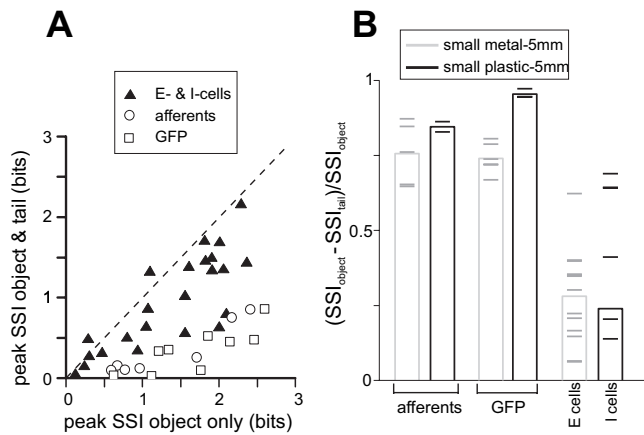 A
E- & I-cells
afferents
GFP
peak SSI object & tail (bits)
3
2
1
0
0 1 2 3
peak SSI object only (bits)
B
small metal-5mm
small plastic-5mm
(SSIobject - SSItail)/SSIobject
1
0.5
0
afferents GFP
E cells
I cells